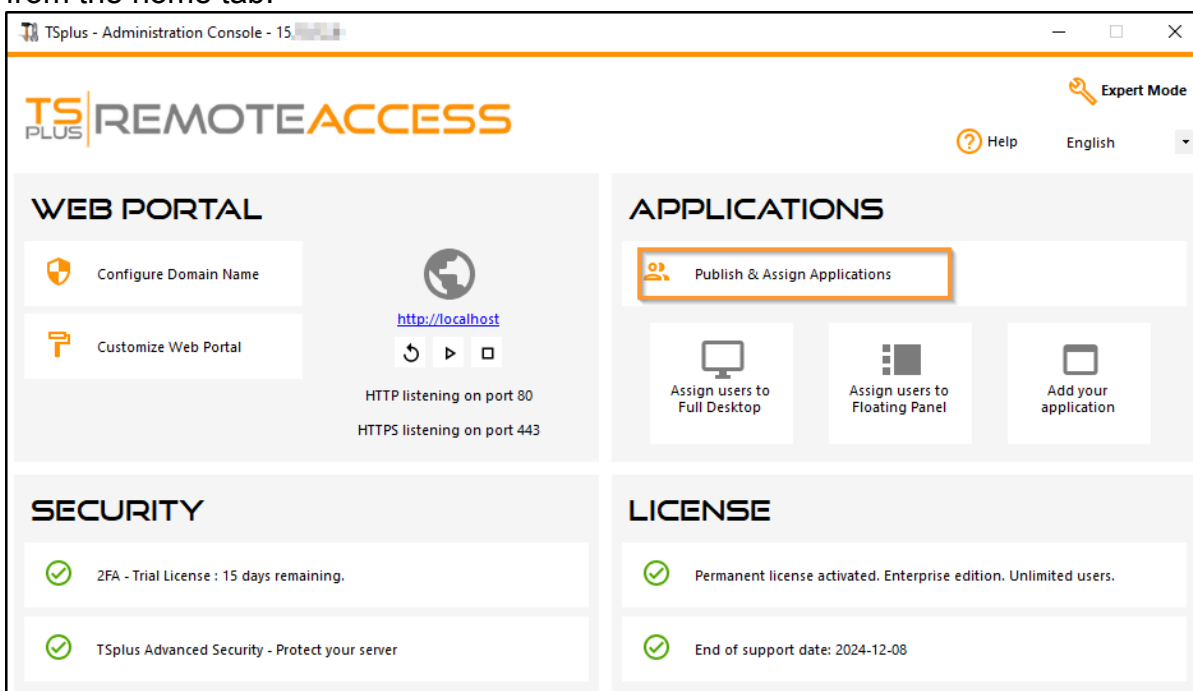 from the home tab.
TSplus - Administration Console - 15.
TS PLUS REMOTEACCESS
Expert Mode
Help
English
WEB PORTAL
Configure Domain Name
Customize Web Portal
http://localhost
HTTP listening on port 80
HTTPS listening on port 443
APPLICATIONS
Publish & Assign Applications
Assign users to
Full Desktop
Assign users to
Floating Panel
Add your
application
SECURITY
2FA - Trial License : 15 days remaining.
TSplus Advanced Security - Protect your server
LICENSE
Permanent license activated. Enterprise edition. Unlimited users.
End of support date: 2024-12-08